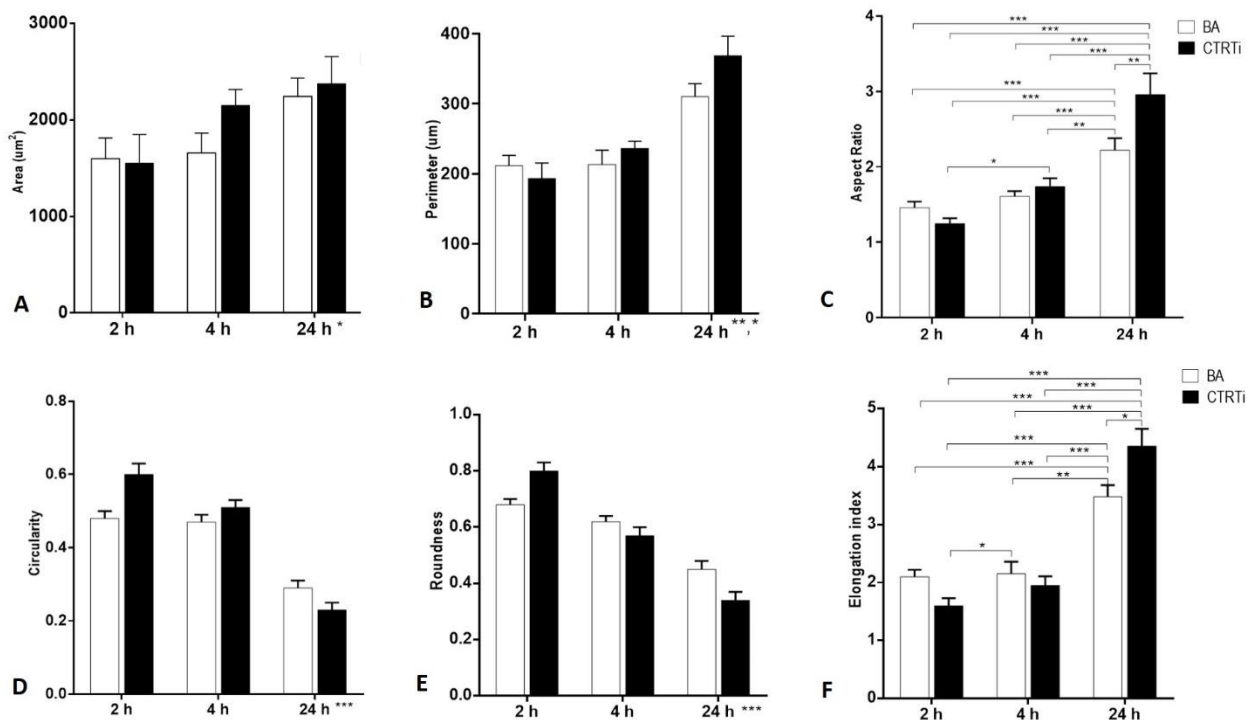 3000
2000
1000
0
Area (um²)
2 h
4 h
24 h *
A
400
300
200
100
0
Perimeter (um)
2 h
4 h
24 h **,*
B
4
3
2
1
0
Aspect Ratio
***
***
***
***
**
***
***
***
**
*
2 h
4 h
24 h
C
BA
CTRTi
0.8
0.6
0.4
0.2
0.0
Circularity
2 h
4 h
24 h ***
D
1.0
0.8
0.6
0.4
0.2
0.0
Roundness
2 h
4 h
24 h ***
E
5
4
3
2
1
0
Elongation index
***
***
***
***
*
***
***
***
**
*
2 h
4 h
24 h
F
BA
CTRTi